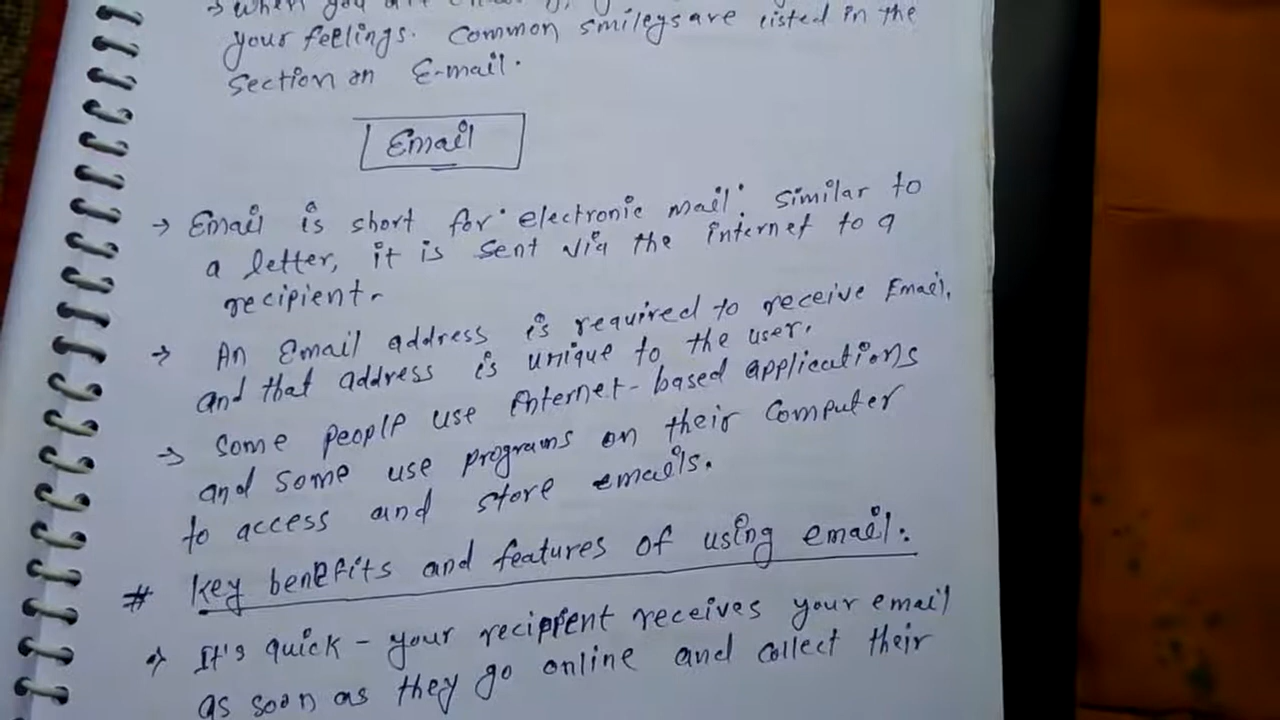 → when you
your feelings. Common smileys are listed in the
section on E-mail.
Email
→ Email is short for 'electronic mail'. Similar to
a letter, it is sent via the internet to a
recipient.
→ An Email address is required to receive Email,
and that address is unique to the user.
→ Some people use internet-based applications
and some use programs on their computer
to access and store emails.
# Key benefits and features of using email:
→ It's quick - your recipient receives your email
as soon as they go online and collect their